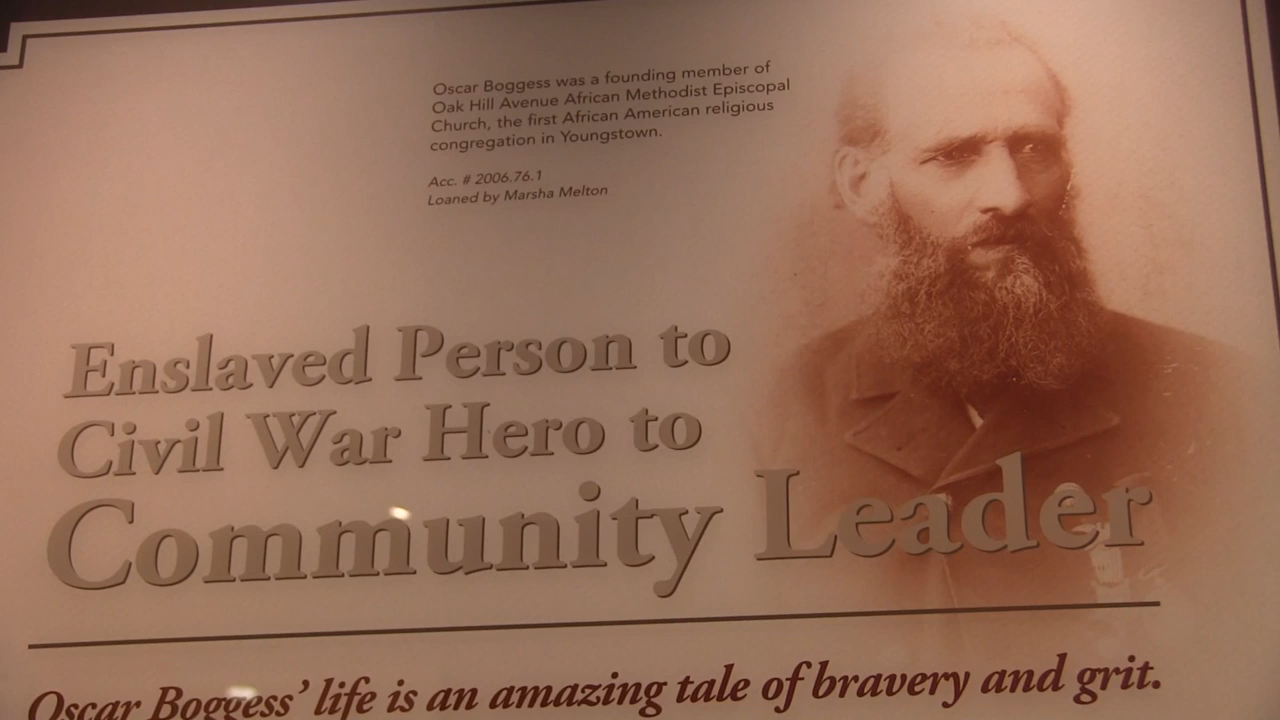 Oscar Boggess was a founding member of
Oak Hill Avenue African Methodist Episcopal
Church, the first African American religious
congregation in Youngstown.
Acc. # 2006.76.1
Loaned by Marsha Melton
Enslaved Person to
Civil War Hero to
Community Leader
Oscar Boggess’ life is an amazing tale of bravery and grit.